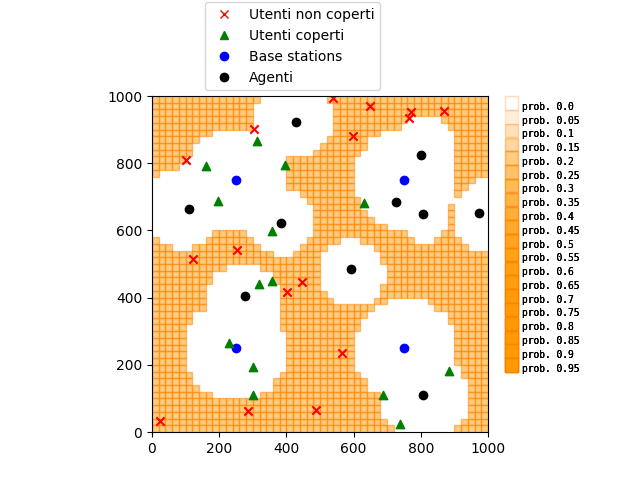 Utenti non coperti
Utenti coperti
Base stations
Agenti
1000
800
600
400
200
0
0
200
400
600
800
1000
prob. 0.0
prob. 0.05
prob. 0.1
prob. 0.15
prob. 0.2
prob. 0.25
prob. 0.3
prob. 0.35
prob. 0.4
prob. 0.45
prob. 0.5
prob. 0.55
prob. 0.6
prob. 0.65
prob. 0.7
prob. 0.75
prob. 0.8
prob. 0.85
prob. 0.9
prob. 0.95